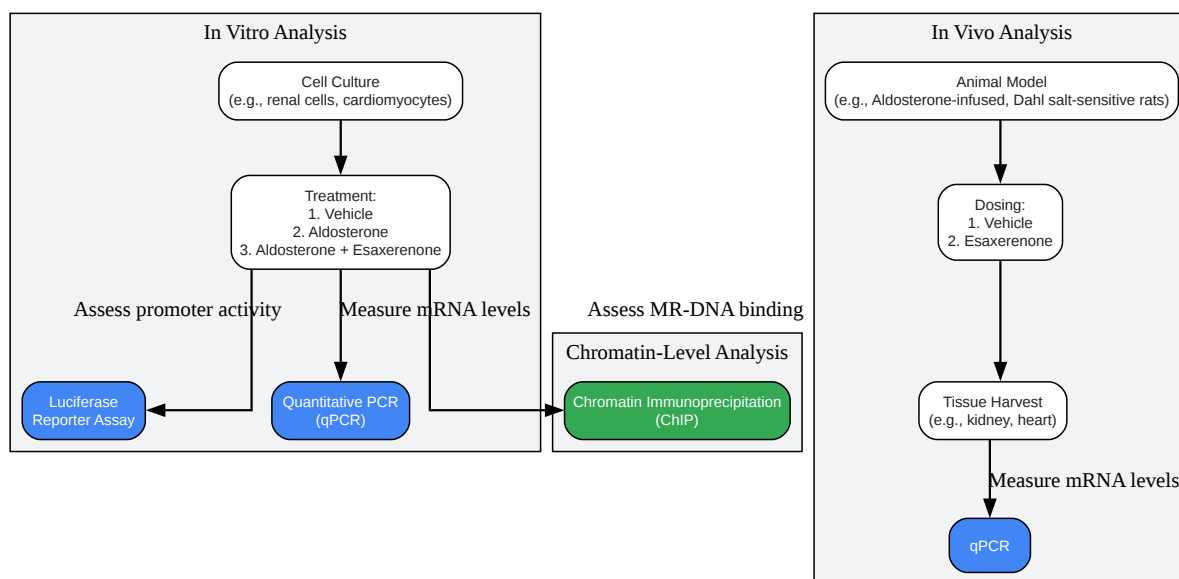 In Vitro Analysis
Cell Culture
(e.g., renal cells, cardiomyocytes)
Treatment:
1. Vehicle
2. Aldosterone
3. Aldosterone + Esaxerenone
Assess promoter activity
Measure mRNA levels
Luciferase
Reporter Assay
Quantitative PCR
(qPCR)
Assess MR-DNA binding
Chromatin-Level Analysis
Chromatin Immunoprecipitation
(ChIP)
In Vivo Analysis
Animal Model
(e.g., Aldosterone-infused, Dahl salt-sensitive rats)
Dosing:
1. Vehicle
2. Esaxerenone
Tissue Harvest
(e.g., kidney, heart)
Measure mRNA levels
qPCR